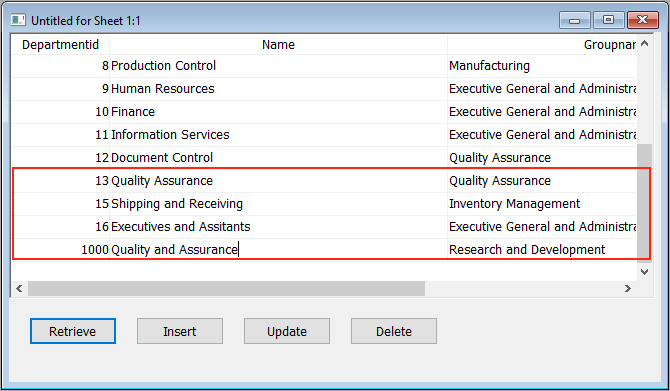 Untitled for Sheet 1:1
Departmentid Name Groupnar
8 Production Control Manufacturing
9 Human Resources Executive General and Administra
10 Finance Executive General and Administra
11 Information Services Executive General and Administra
12 Document Control Quality Assurance
13 Quality Assurance Quality Assurance
15 Shipping and Receiving Inventory Management
16 Executives and Assitants Executive General and Administra
1000 Quality and Assurance Research and Development
Retrieve Insert Update Delete